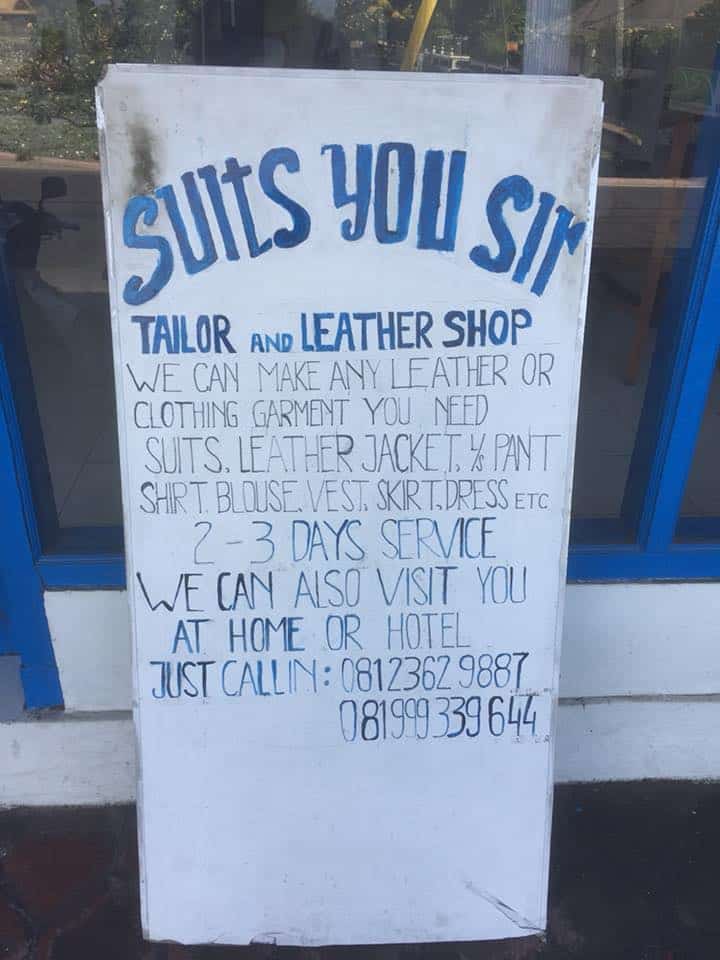 SUItS YOU SIr
TAILOR AND LEATHER SHOP
WE CAN MAKE ANY LEATHER OR
CLOTHING GARMENT YOU NEED
SUITS, LEATHER JACKET, ⅓ PANT
SHIRT, BLOUSE, VEST, SKIRT, DRESS ETC
2-3 DAYS SERVICE
WE CAN ALSO VISIT YOU
AT HOME OR HOTEL
JUST CALLIN: 0812362 9887
081999 339 644